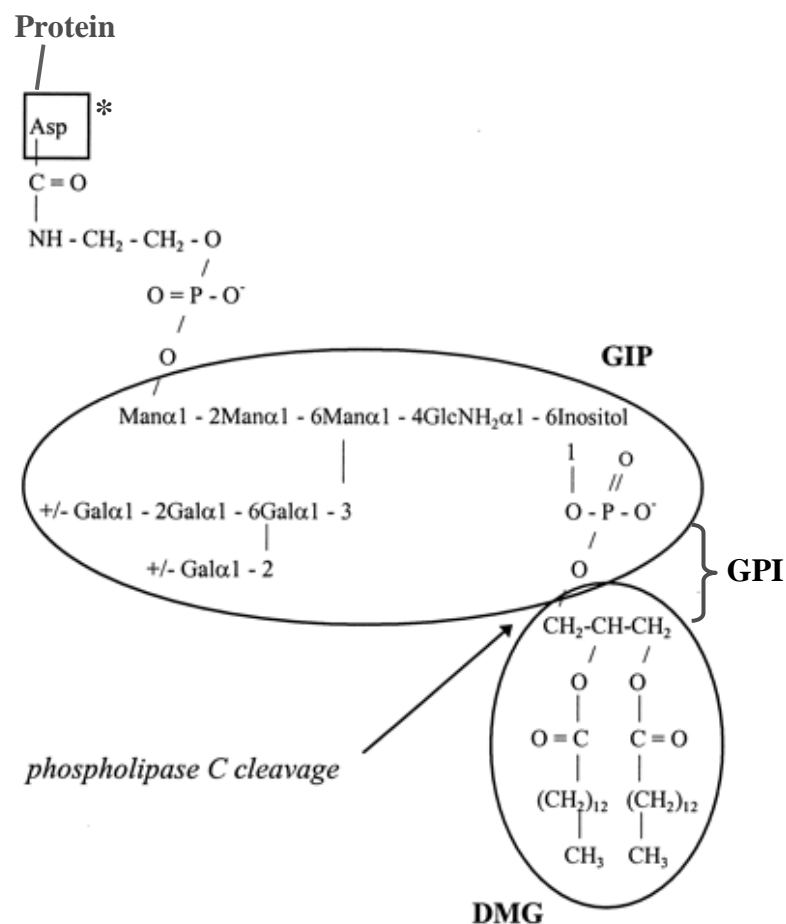 Protein
Asp *
C = O
NH - CH₂ - CH₂ - O
O = P - O⁻
O
GIP
Manα1 - 2Manα1 - 6Manα1 - 4GlcNH₂α1 - 6Inositol
1 O
+/- Galα1 - 2Galα1 - 6Galα1 - 3
O - P - O⁻
+/- Galα1 - 2
O
GPI
CH₂-CH-CH₂
O O
phospholipase C cleavage
O = C C = O
(CH₂)₁₂ (CH₂)₁₂
CH₃ CH₃
DMG